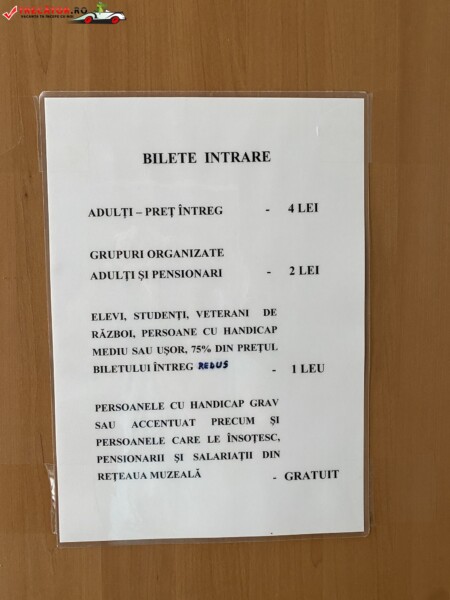 TRAVLATOR.RO
BILETE INTRARE
ADULȚI – PREȚ ÎNTREG - 4 LEI
GRUPURI ORGANIZATE
ADULȚI ȘI PENSIONARI - 2 LEI
ELEVI, STUDENȚI, VETERANI DE
RĂZBOI, PERSOANE CU HANDICAP
MEDIU SAU UȘOR, 75% DIN PREȚUL
BILETULUI ÎNTREG REDUS - 1 LEU
PERSOANELE CU HANDICAP GRAV
SAU ACCENTUAT PRECUM ȘI
PERSOANELE CARE LE ÎNSOȚESC,
PENSIONARII ȘI SALARIAȚII DIN
REȚEAUA MUZEALĂ - GRATUIT